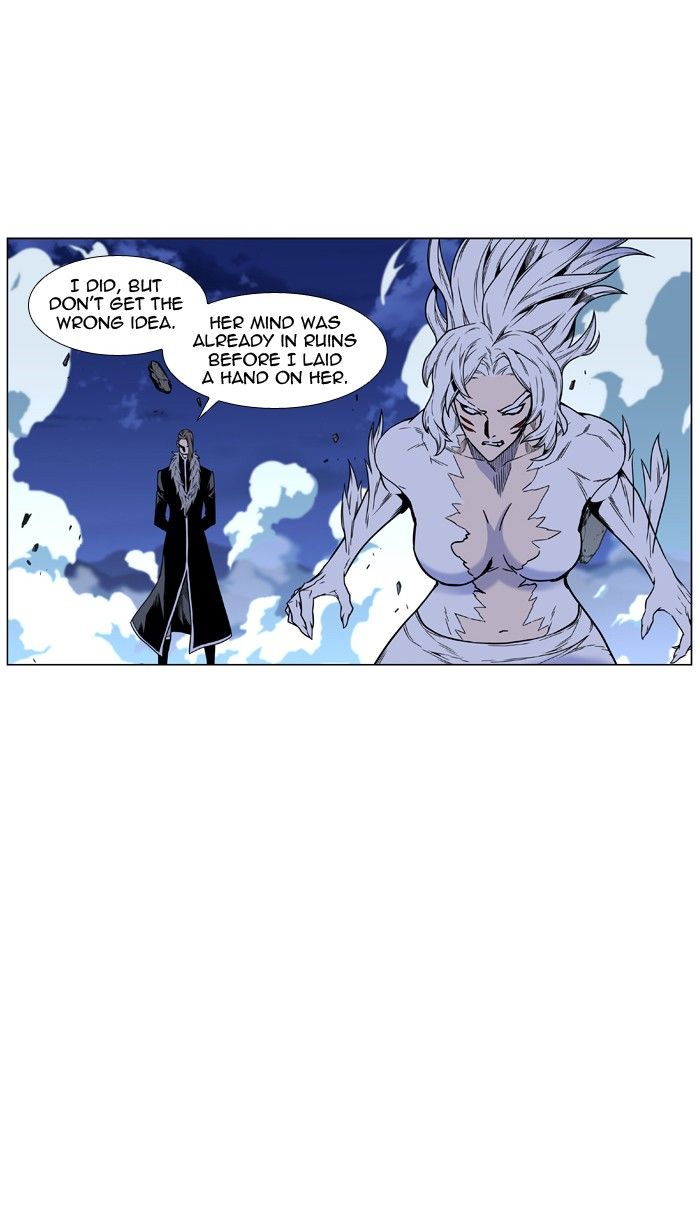 I DID, BUT
DON'T GET THE
WRONG IDEA.
HER MIND WAS
ALREADY IN RUINS
BEFORE I LAID
A HAND ON HER.